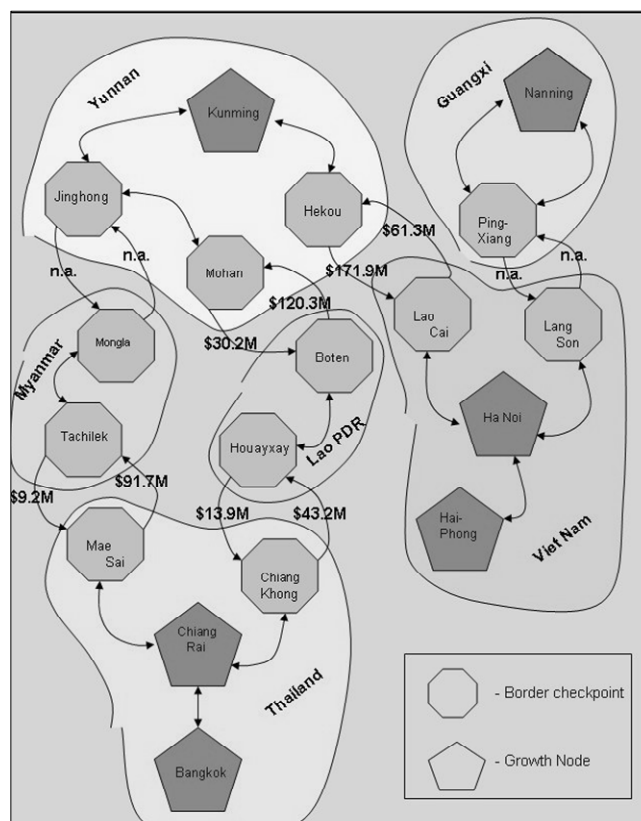 Yunnan
Kunming
Guangxi
Nanning
Jinghong
Hekou
Ping-
Xiang
Mohan
$61.3M
n.a.
n.a.
$171.9M
n.a.
n.a.
$120.3M
Lao
Cai
Lang
Son
Mongla
$30.2M
Boten
Myanmar
Tachilek
Houayxay
Lao PDR
Ha Noi
$9.2M
$91.7M
$13.9M
$43.2M
Hai-
Phong
Viet Nam
Mae
Sai
Chiang
Khong
Chiang
Rai
Thailand
Bangkok
- Border checkpoint
- Growth Node